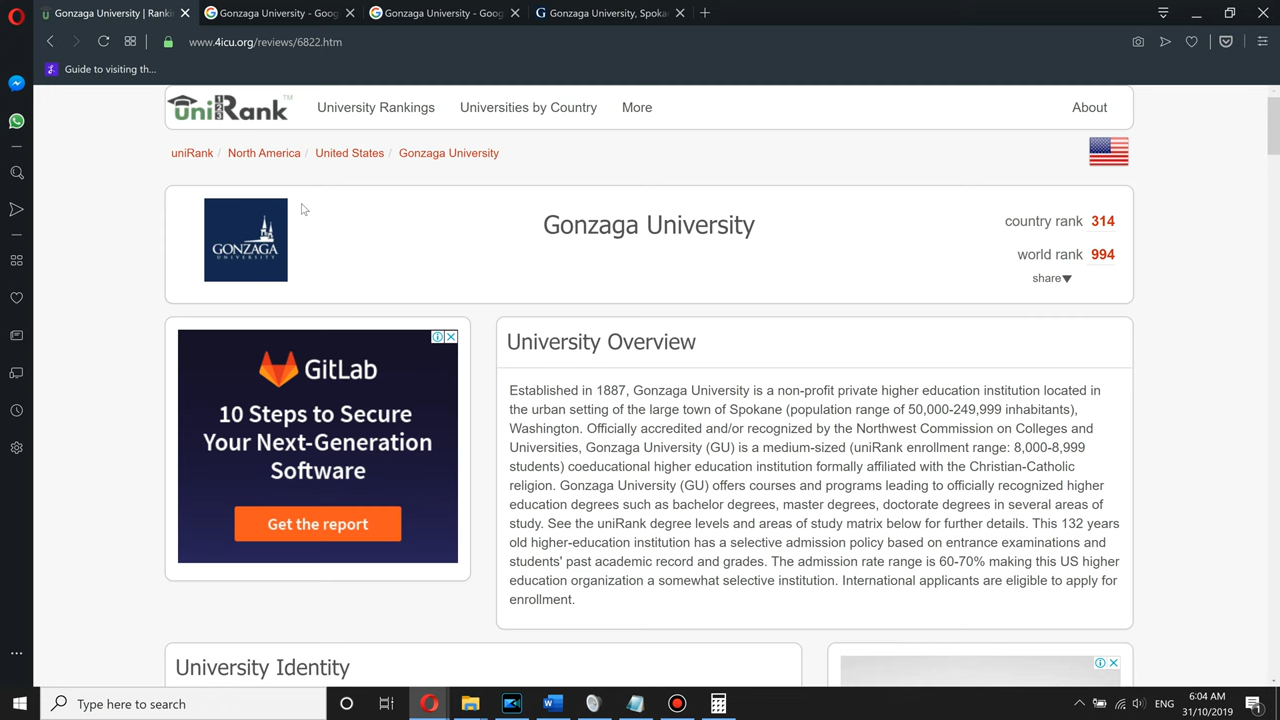 Gonzaga University | Ranki
Gonzaga University - Goog
Gonzaga University - Goog
Gonzaga University, Spoka
www.4icu.org/reviews/6822.htm
Guide to visiting th...
uniRank™
University Rankings
Universities by Country
More
About
uniRank / North America / United States / Gonzaga University
GONZAGA
UNIVERSITY
Gonzaga University
country rank 314
world rank 994
share▼
GitLab
10 Steps to Secure
Your Next-Generation
Software
Get the report
University Overview
Established in 1887, Gonzaga University is a non-profit private higher education institution located in
the urban setting of the large town of Spokane (population range of 50,000-249,999 inhabitants),
Washington. Officially accredited and/or recognized by the Northwest Commission on Colleges and
Universities, Gonzaga University (GU) is a medium-sized (uniRank enrollment range: 8,000-8,999
students) coeducational higher education institution formally affiliated with the Christian-Catholic
religion. Gonzaga University (GU) offers courses and programs leading to officially recognized higher
education degrees such as bachelor degrees, master degrees, doctorate degrees in several areas of
study. See the uniRank degree levels and areas of study matrix below for further details. This 132 years
old higher-education institution has a selective admission policy based on entrance examinations and
students' past academic record and grades. The admission rate range is 60-70% making this US higher
education organization a somewhat selective institution. International applicants are eligible to apply for
enrollment.
University Identity
Type here to search
ENG
6:04 AM
31/10/2019
1